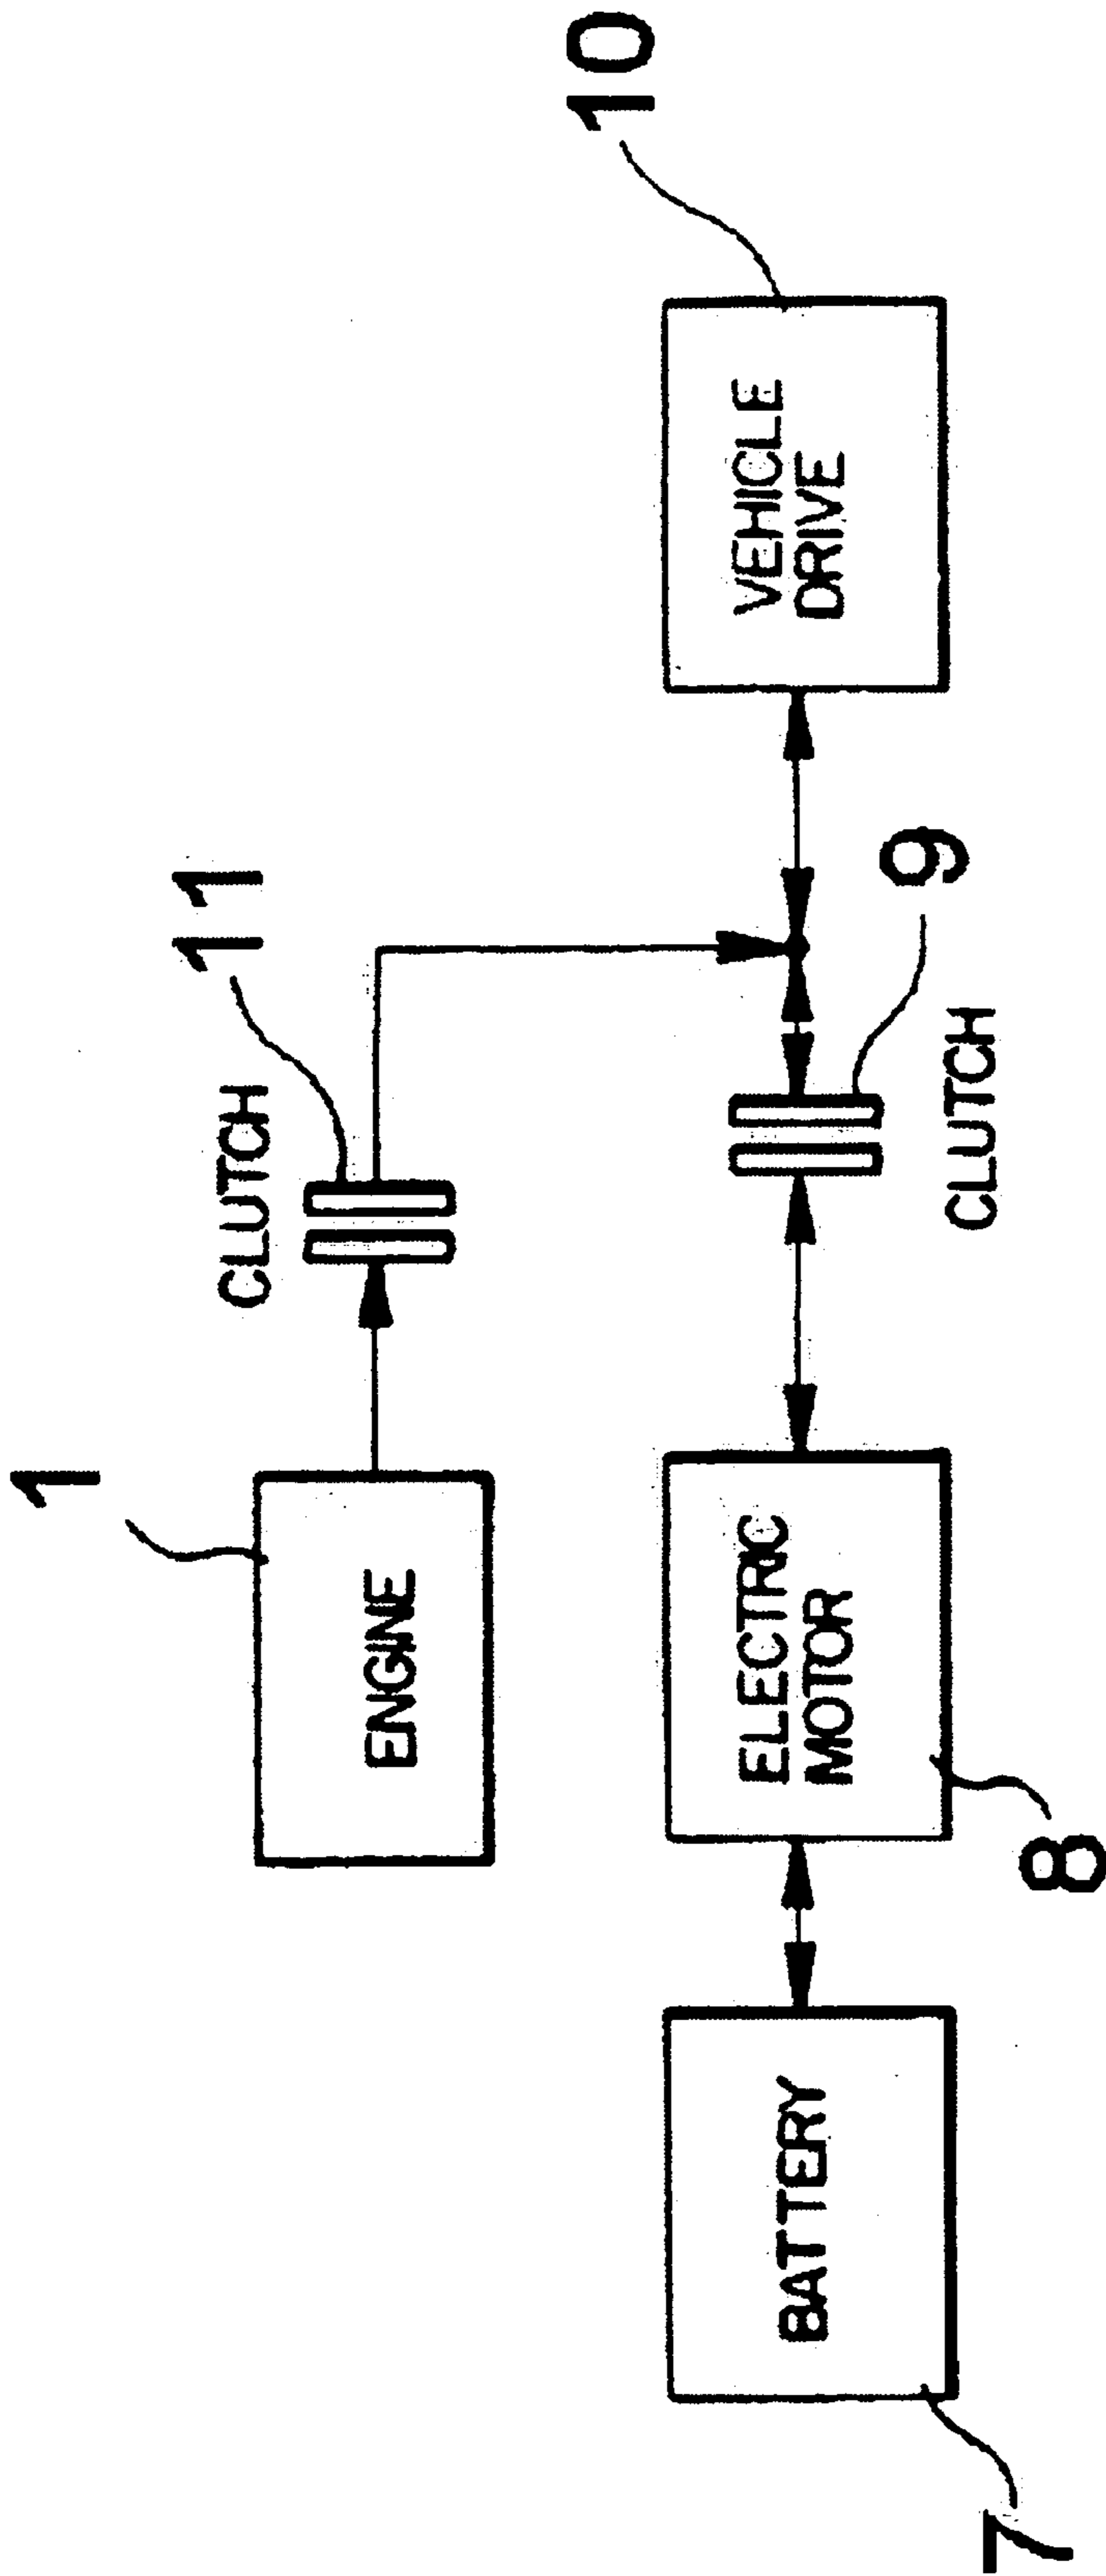 1
ENGINE
CLUTCH
11
10
VEHICLE
DRIVE
BATTERY
7
ELECTRIC
MOTOR
8
CLUTCH
9